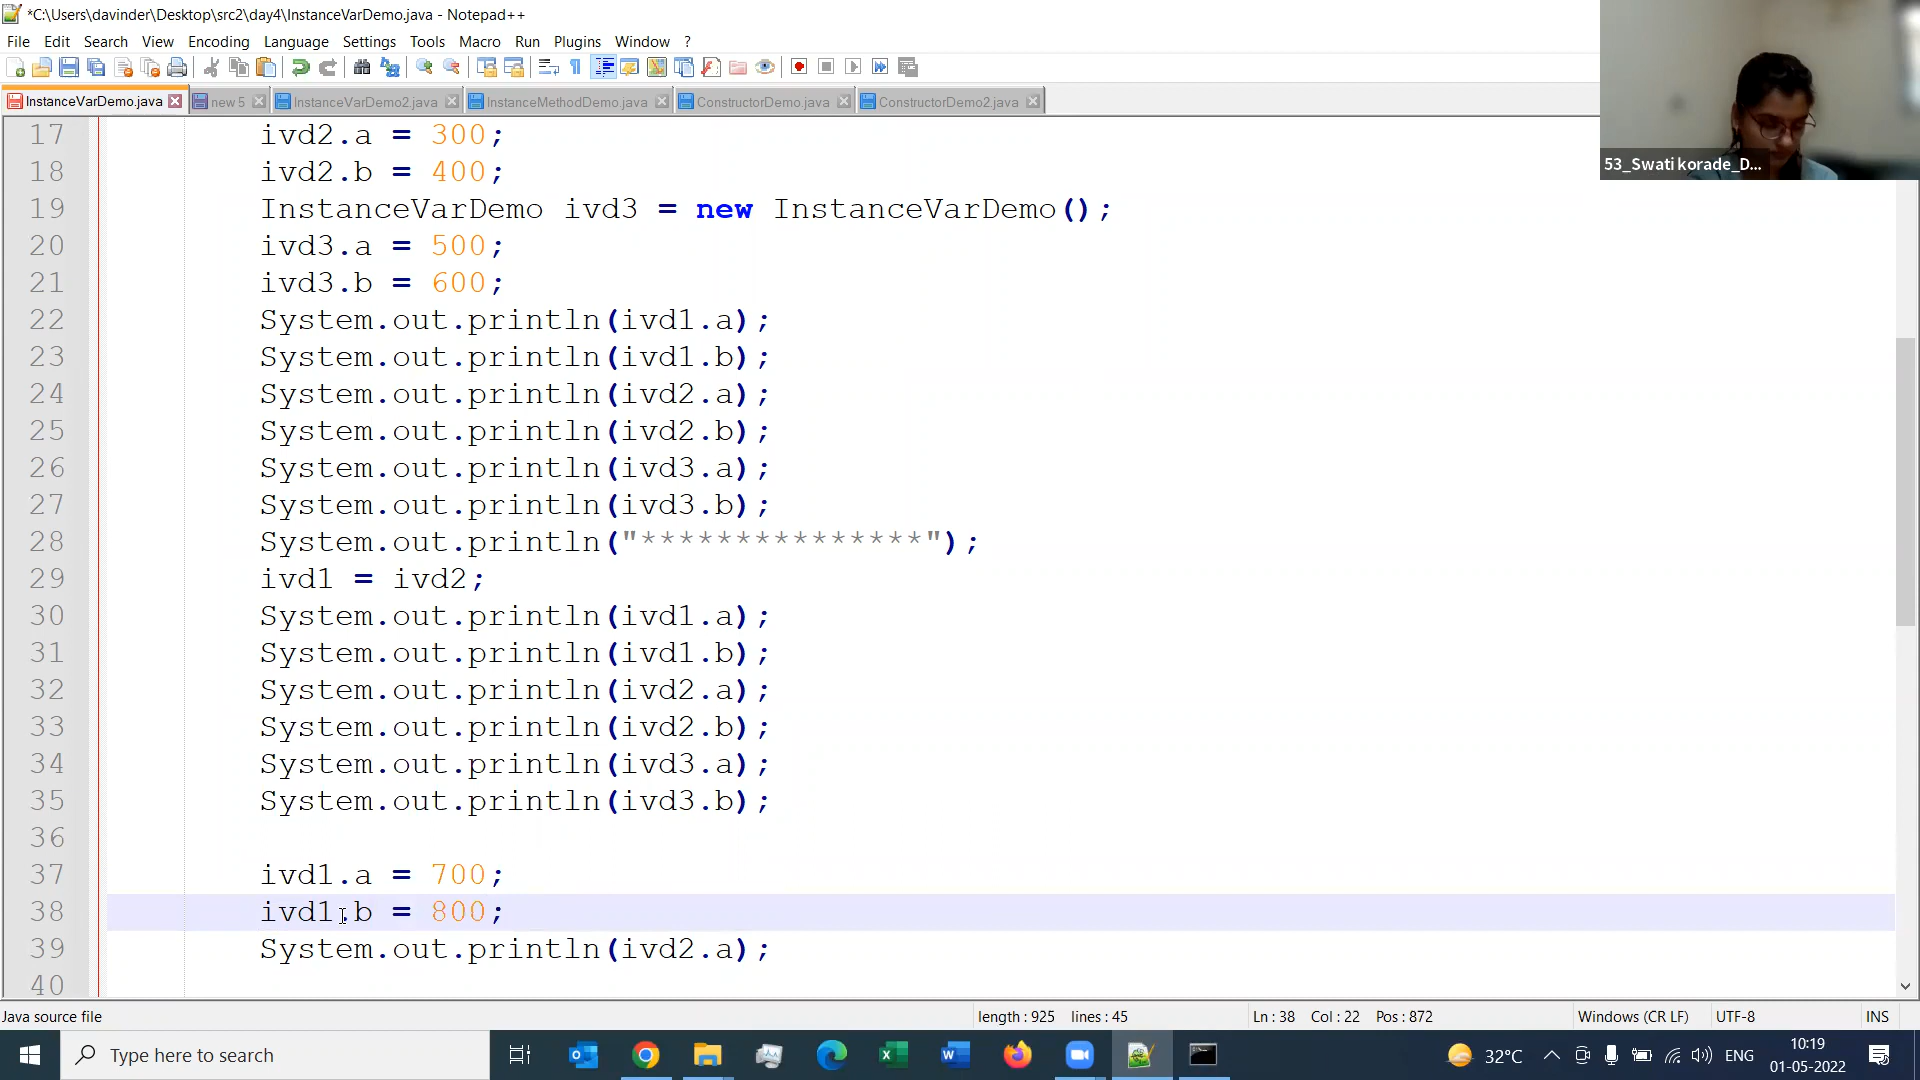 *C:\Users\davinder\Desktop\src2\day4\InstanceVarDemo.java - Notepad++
File Edit Search View Encoding Language Settings Tools Macro Run Plugins Window ?
InstanceVarDemo.java new 5 InstanceVarDemo2.java InstanceMethodDemo.java ConstructorDemo.java ConstructorDemo2.java
53_Swati korade_D...
17 ivd2.a = 300;
18 ivd2.b = 400;
19 InstanceVarDemo ivd3 = new InstanceVarDemo();
20 ivd3.a = 500;
21 ivd3.b = 600;
22 System.out.println(ivd1.a);
23 System.out.println(ivd1.b);
24 System.out.println(ivd2.a);
25 System.out.println(ivd2.b);
26 System.out.println(ivd3.a);
27 System.out.println(ivd3.b);
28 System.out.println("***************");
29 ivd1 = ivd2;
30 System.out.println(ivd1.a);
31 System.out.println(ivd1.b);
32 System.out.println(ivd2.a);
33 System.out.println(ivd2.b);
34 System.out.println(ivd3.a);
35 System.out.println(ivd3.b);
36
37 ivd1.a = 700;
38 ivd1.b = 800;
39 System.out.println(ivd2.a);
40
Java source file length : 925 lines : 45 Ln : 38 Col : 22 Pos : 872 Windows (CR LF) UTF-8 INS
Type here to search 32°C ENG 10:19
01-05-2022